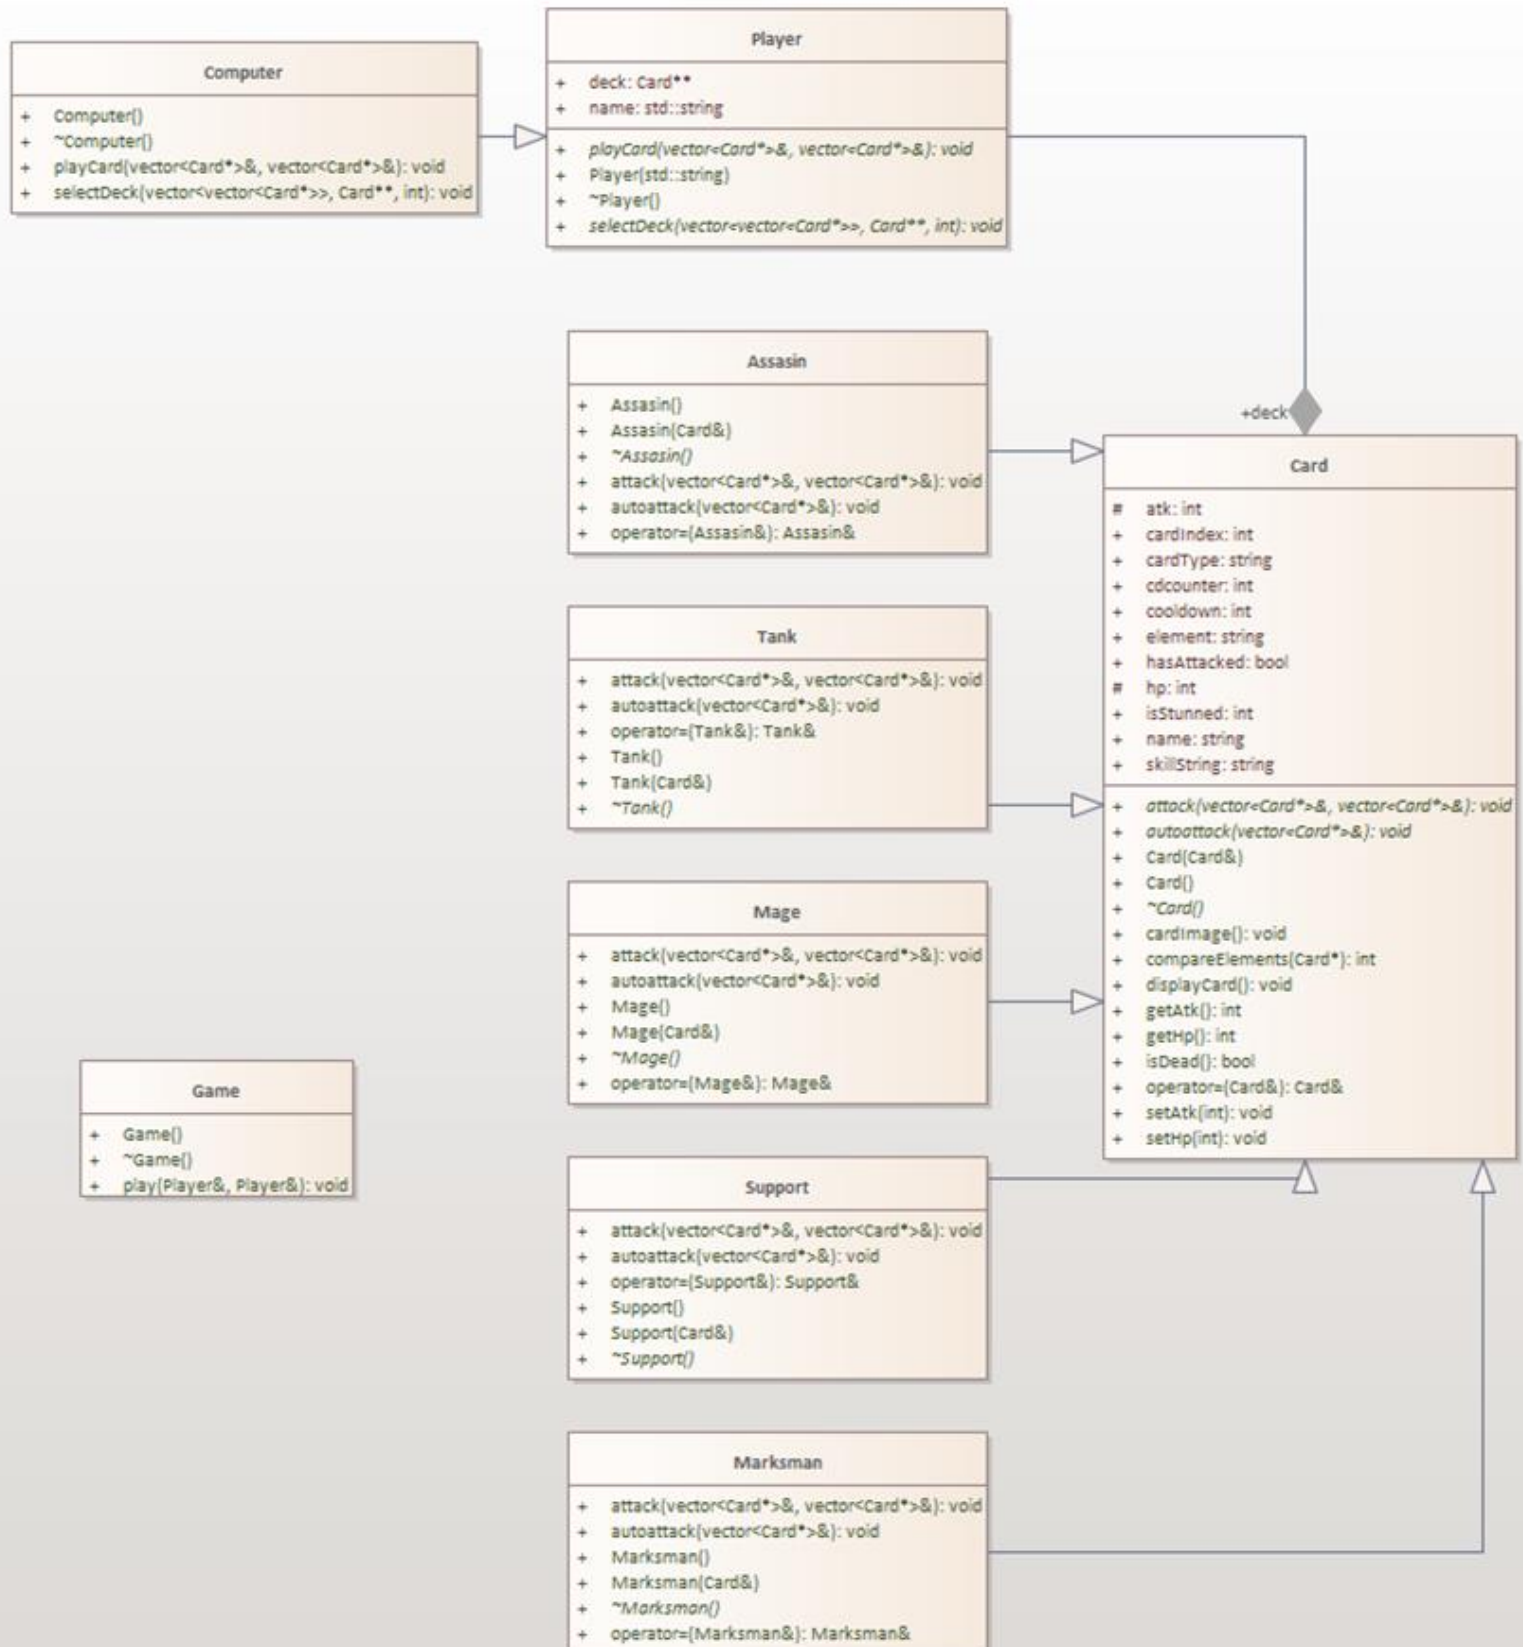 Computer
+ Computer()
+ ~Computer()
+ playCard(vector<Card*>&, vector<Card*>&): void
+ selectDeck(vector<vector<Card*>>, Card**, int): void
Player
+ deck: Card**
+ name: std::string
+ playCard(vector<Card*>&, vector<Card*>&): void
+ Player(std::string)
+ ~Player()
+ selectDeck(vector<vector<Card*>>, Card**, int): void
Assasin
+ Assasin()
+ Assasin(Card&)
+ ~Assasin()
+ attack(vector<Card*>&, vector<Card*>&): void
+ autoattack(vector<Card*>&): void
+ operator=(Assasin&): Assasin&
+deck
Card
# atk: int
+ cardIndex: int
+ cardType: string
+ cdcounter: int
+ cooldown: int
+ element: string
+ hasAttacked: bool
# hp: int
+ isStunned: int
+ name: string
+ skillString: string
+ attack(vector<Card*>&, vector<Card*>&): void
+ autoattack(vector<Card*>&): void
+ Card(Card&)
+ Card()
+ ~Card()
+ cardImage(): void
+ compareElements(Card*): int
+ displayCard(): void
+ getAtk(): int
+ getHp(): int
+ isDead(): bool
+ operator=(Card&): Card&
+ setAtk(int): void
+ setHp(int): void
Tank
+ attack(vector<Card*>&, vector<Card*>&): void
+ autoattack(vector<Card*>&): void
+ operator=(Tank&): Tank&
+ Tank()
+ Tank(Card&)
+ ~Tank()
Mage
+ attack(vector<Card*>&, vector<Card*>&): void
+ autoattack(vector<Card*>&): void
+ Mage()
+ Mage(Card&)
+ ~Mage()
+ operator=(Mage&): Mage&
Game
+ Game()
+ ~Game()
+ play(Player&, Player&): void
Support
+ attack(vector<Card*>&, vector<Card*>&): void
+ autoattack(vector<Card*>&): void
+ operator=(Support&): Support&
+ Support()
+ Support(Card&)
+ ~Support()
Marksman
+ attack(vector<Card*>&, vector<Card*>&): void
+ autoattack(vector<Card*>&): void
+ Marksman()
+ Marksman(Card&)
+ ~Marksman()
+ operator=(Marksman&): Marksman&